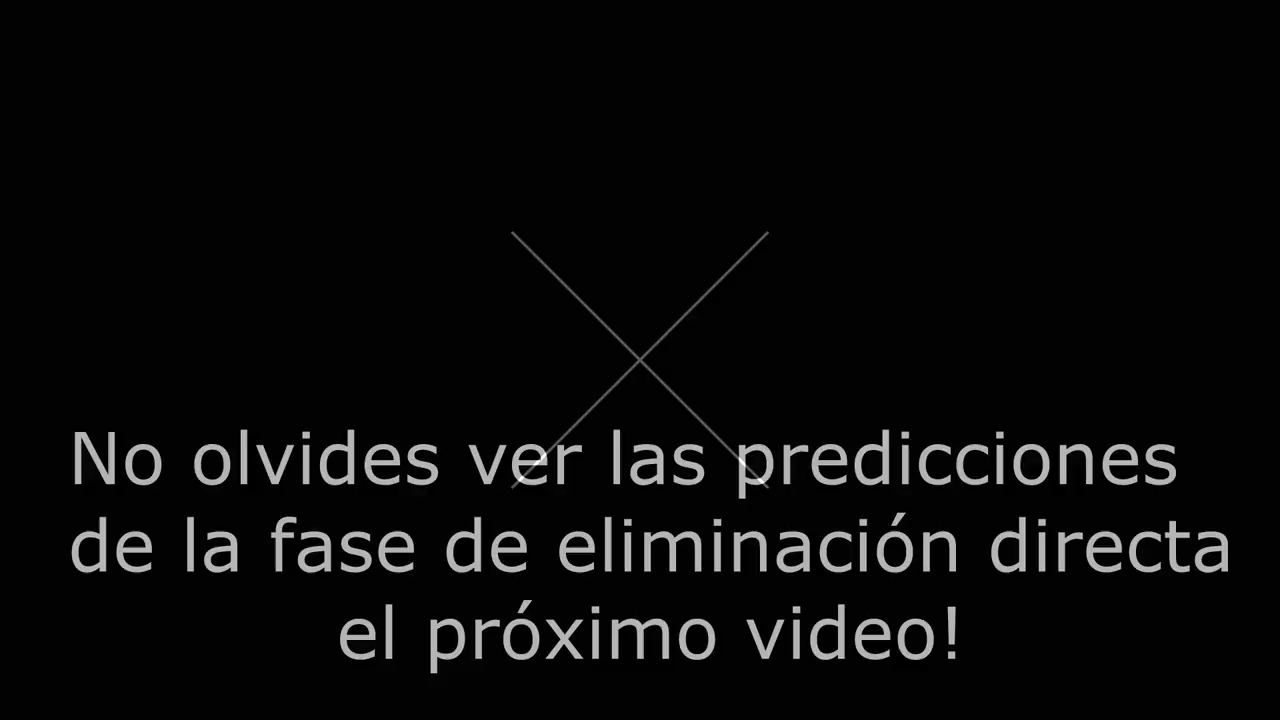 No olvides ver las predicciones
de la fase de eliminación directa
el próximo video!